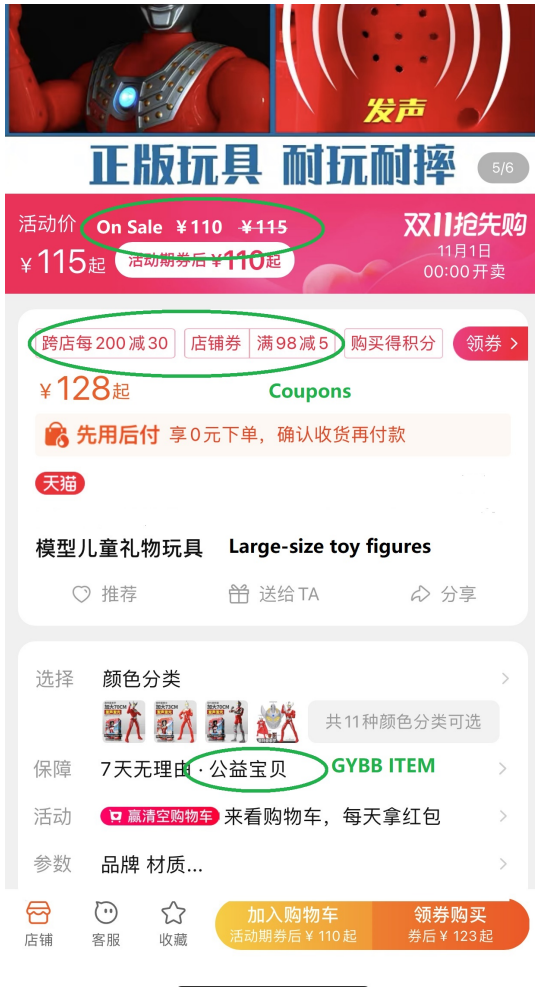 发声
正版玩具 耐玩耐摔
5/6
活动价 On Sale ¥110 ¥115
¥115起 活动期券后¥110起
双11抢先购
11月1日
00:00开卖
跨店每200减30 店铺券 满98减5 购买得积分 领券 >
¥128起 Coupons
先用后付 享0元下单，确认收货再付款
天猫
模型儿童礼物玩具 Large-size toy figures
推荐 送给TA 分享
选择 颜色分类
共11种颜色分类可选
保障 7天无理由 · 公益宝贝 GYBB ITEM
活动 赢清空购物车 来看购物车，每天拿红包
参数 品牌 材质...
店铺 客服 收藏
加入购物车
活动期券后¥110起
领券购买
券后¥123起